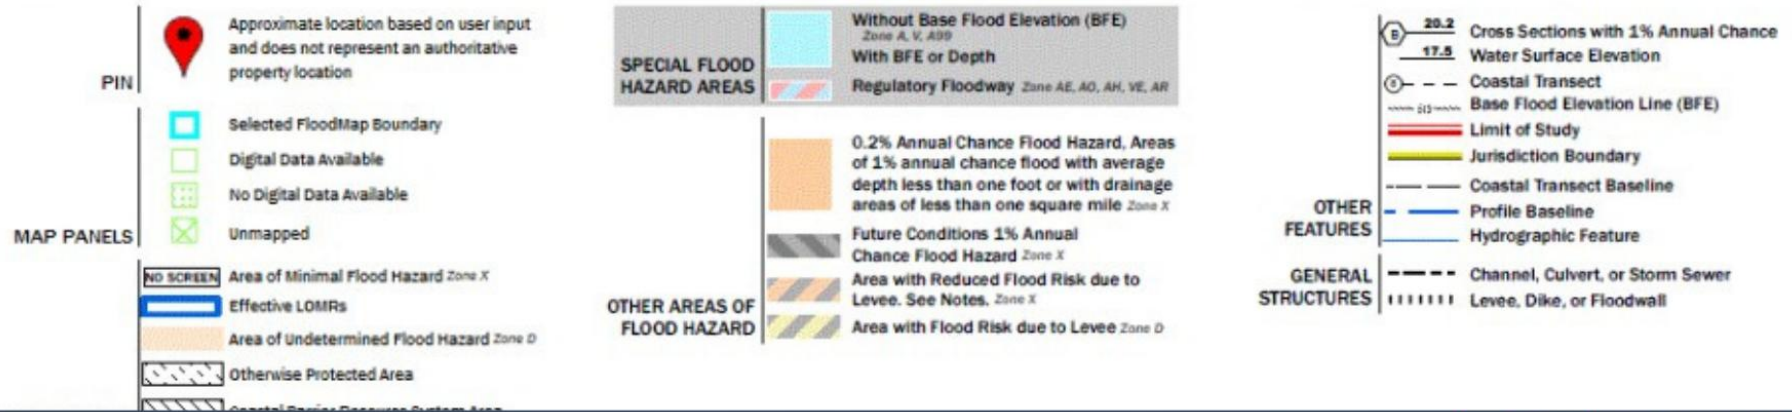 PIN
Approximate location based on user input
and does not represent an authoritative
property location
MAP PANELS
Selected FloodMap Boundary
Digital Data Available
No Digital Data Available
Unmapped
NO SCREEN Area of Minimal Flood Hazard Zone X
Effective LOMRs
Area of Undetermined Flood Hazard Zone D
Otherwise Protected Area
Coastal Barrier Resource System Area
SPECIAL FLOOD
HAZARD AREAS
Without Base Flood Elevation (BFE)
Zone A, V, A99
With BFE or Depth
Regulatory Floodway Zone AE, AO, AH, VE, AR
OTHER AREAS OF
FLOOD HAZARD
0.2% Annual Chance Flood Hazard, Areas
of 1% annual chance flood with average
depth less than one foot or with drainage
areas of less than one square mile Zone X
Future Conditions 1% Annual
Chance Flood Hazard Zone X
Area with Reduced Flood Risk due to
Levee. See Notes. Zone X
Area with Flood Risk due to Levee Zone D
OTHER
FEATURES
B 20.2 Cross Sections with 1% Annual Chance
17.5 Water Surface Elevation
8 Coastal Transect
513 Base Flood Elevation Line (BFE)
Limit of Study
Jurisdiction Boundary
Coastal Transect Baseline
Profile Baseline
Hydrographic Feature
GENERAL
STRUCTURES
Channel, Culvert, or Storm Sewer
Levee, Dike, or Floodwall